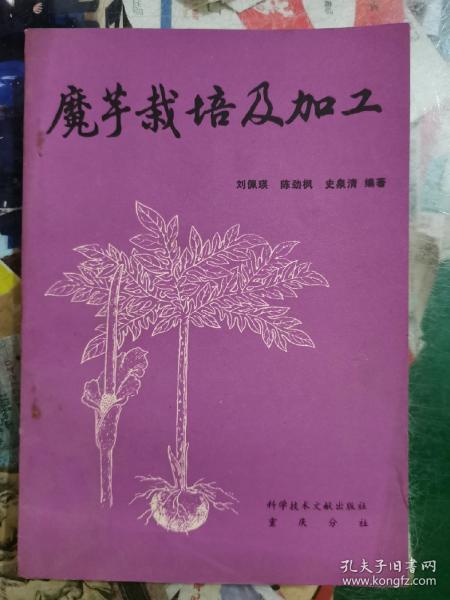 魔芋栽培及加工
刘佩瑛 陈劲枫 史泉清 编著
科学技术文献出版社
重庆分社
孔夫子旧书网
www.kongfz.com